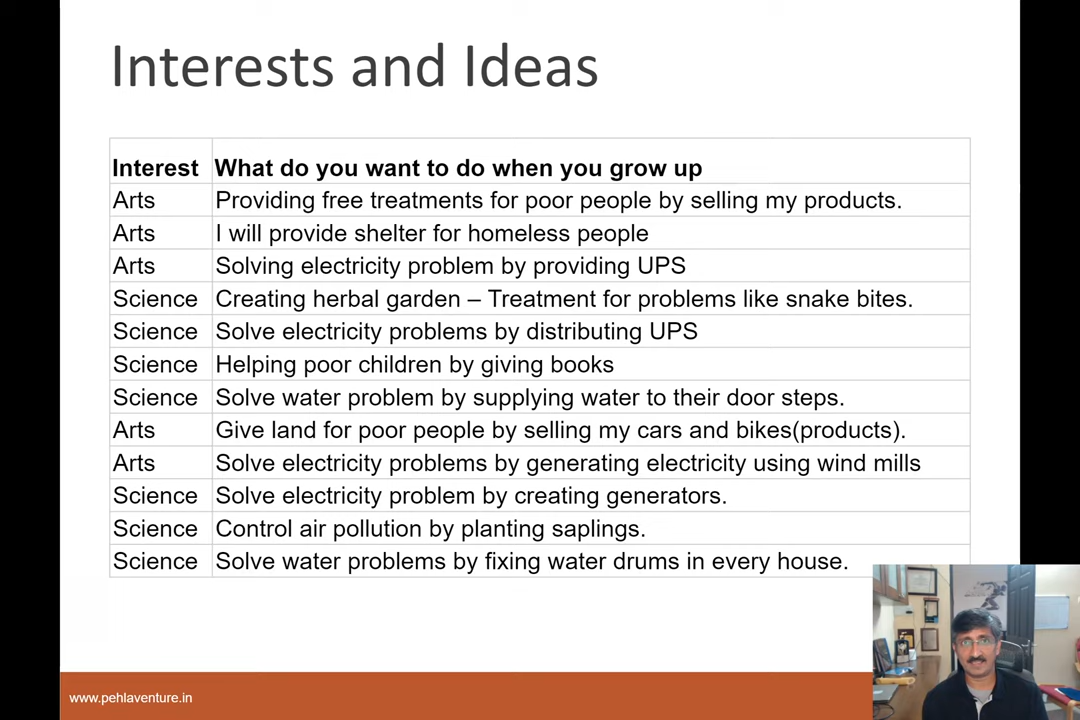 Interests and Ideas
Interest What do you want to do when you grow up
Arts Providing free treatments for poor people by selling my products.
Arts I will provide shelter for homeless people
Arts Solving electricity problem by providing UPS
Science Creating herbal garden – Treatment for problems like snake bites.
Science Solve electricity problems by distributing UPS
Science Helping poor children by giving books
Science Solve water problem by supplying water to their door steps.
Arts Give land for poor people by selling my cars and bikes(products).
Arts Solve electricity problems by generating electricity using wind mills
Science Solve electricity problem by creating generators.
Science Control air pollution by planting saplings.
Science Solve water problems by fixing water drums in every house.
www.pehlaventure.in